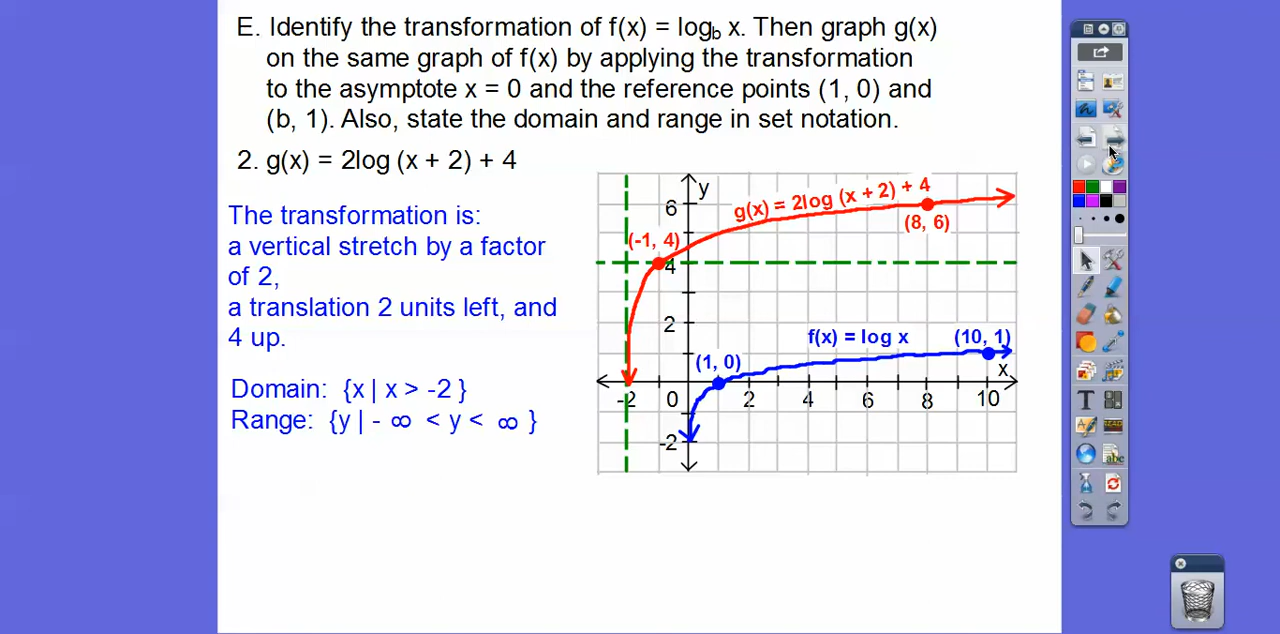 E. Identify the transformation of f(x) = log_b x. Then graph g(x)
on the same graph of f(x) by applying the transformation
to the asymptote x = 0 and the reference points (1, 0) and
(b, 1). Also, state the domain and range in set notation.
2. g(x) = 2log (x + 2) + 4
The transformation is:
a vertical stretch by a factor
of 2,
a translation 2 units left, and
4 up.
Domain: {x | x > -2 }
Range: {y | - ∞ < y < ∞ }
y
6
g(x) = 2log (x + 2) + 4
(8, 6)
(-1, 4)
4
2
f(x) = log x
(10, 1)
(1, 0)
x
-2 0 2 4 6 8 10
-2
T
abc